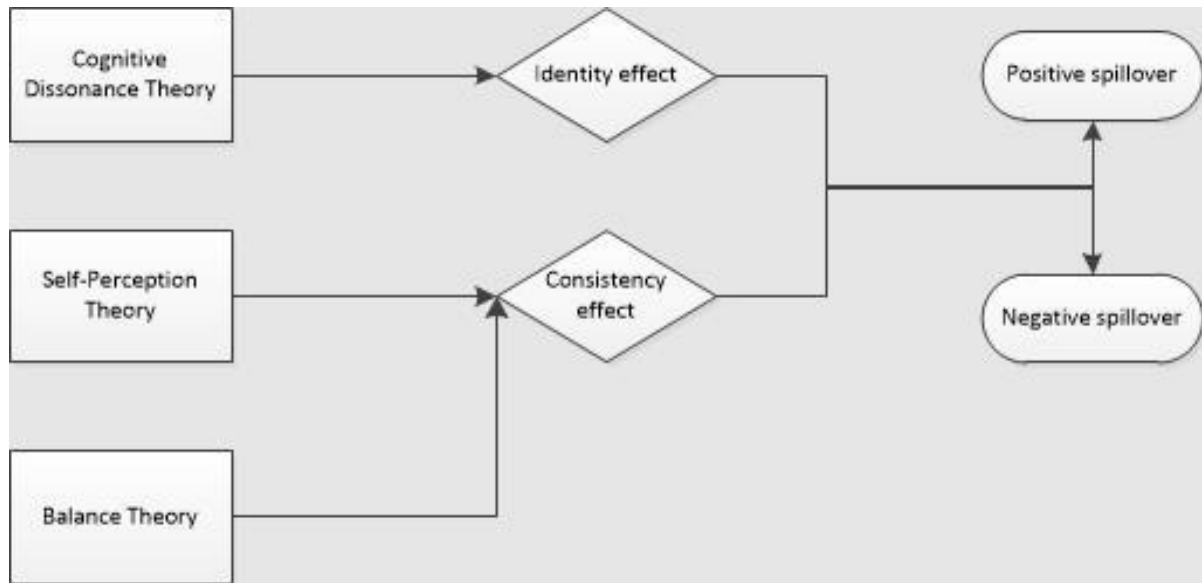 Cognitive
Dissonance Theory
Identity effect
Positive spillover
Self-Perception
Theory
Consistency
effect
Negative spillover
Balance Theory